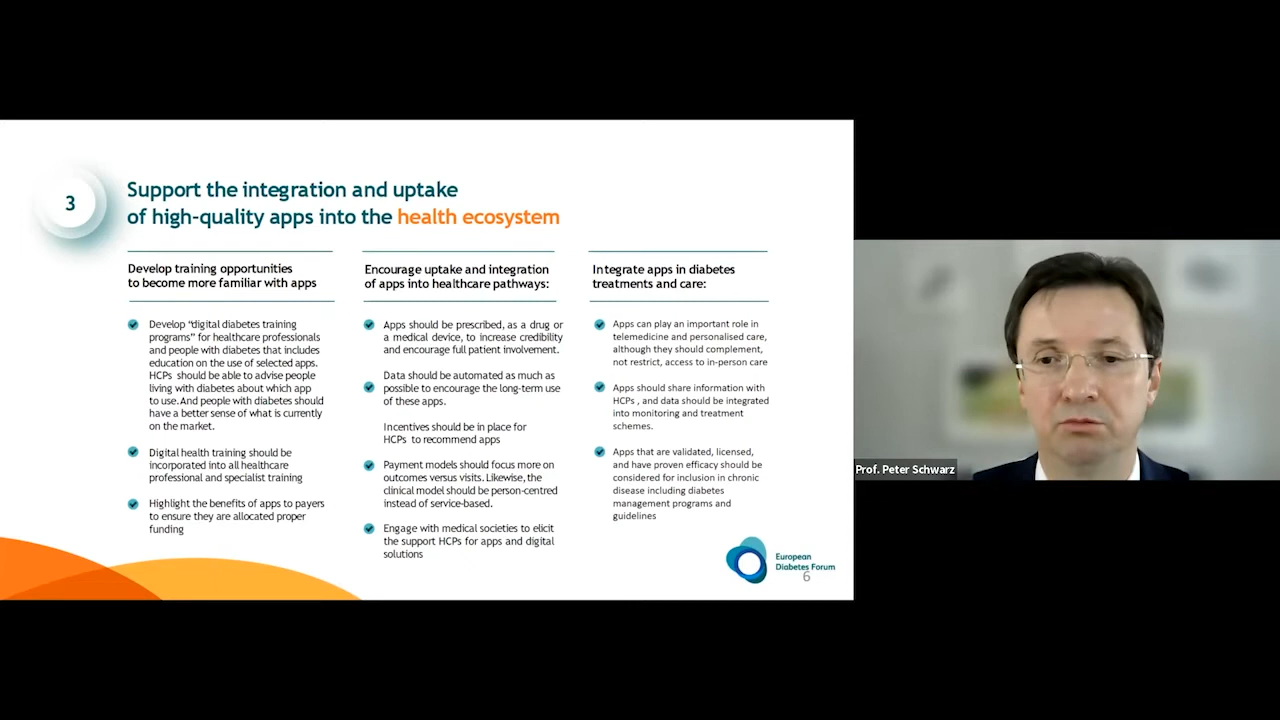 3
Support the integration and uptake
of high-quality apps into the health ecosystem
Develop training opportunities
to become more familiar with apps
Develop "digital diabetes training
programs" for healthcare professionals
and people with diabetes that includes
education on the use of selected apps.
HCPs should be able to advise people
living with diabetes about which app
to use. And people with diabetes should
have a better sense of what is currently
on the market.
Digital health training should be
incorporated into all healthcare
professional and specialist training
Highlight the benefits of apps to payers
to ensure they are allocated proper
funding
Encourage uptake and integration
of apps into healthcare pathways:
Apps should be prescribed, as a drug or
a medical device, to increase credibility
and encourage full patient involvement.
Data should be automated as much as
possible to encourage the long-term use
of these apps.
Incentives should be in place for
HCPs to recommend apps
Payment models should focus more on
outcomes versus visits. Likewise, the
clinical model should be person-centred
instead of service-based.
Engage with medical societies to elicit
the support HCPs for apps and digital
solutions
Integrate apps in diabetes
treatments and care:
Apps can play an important role in
telemedicine and personalised care,
although they should complement,
not restrict, access to in-person care
Apps should share information with
HCPs , and data should be integrated
into monitoring and treatment
schemes.
Apps that are validated, licensed,
and have proven efficacy should be
considered for inclusion in chronic
disease including diabetes
management programs and
guidelines
European
Diabetes Forum
6
Prof. Peter Schwarz